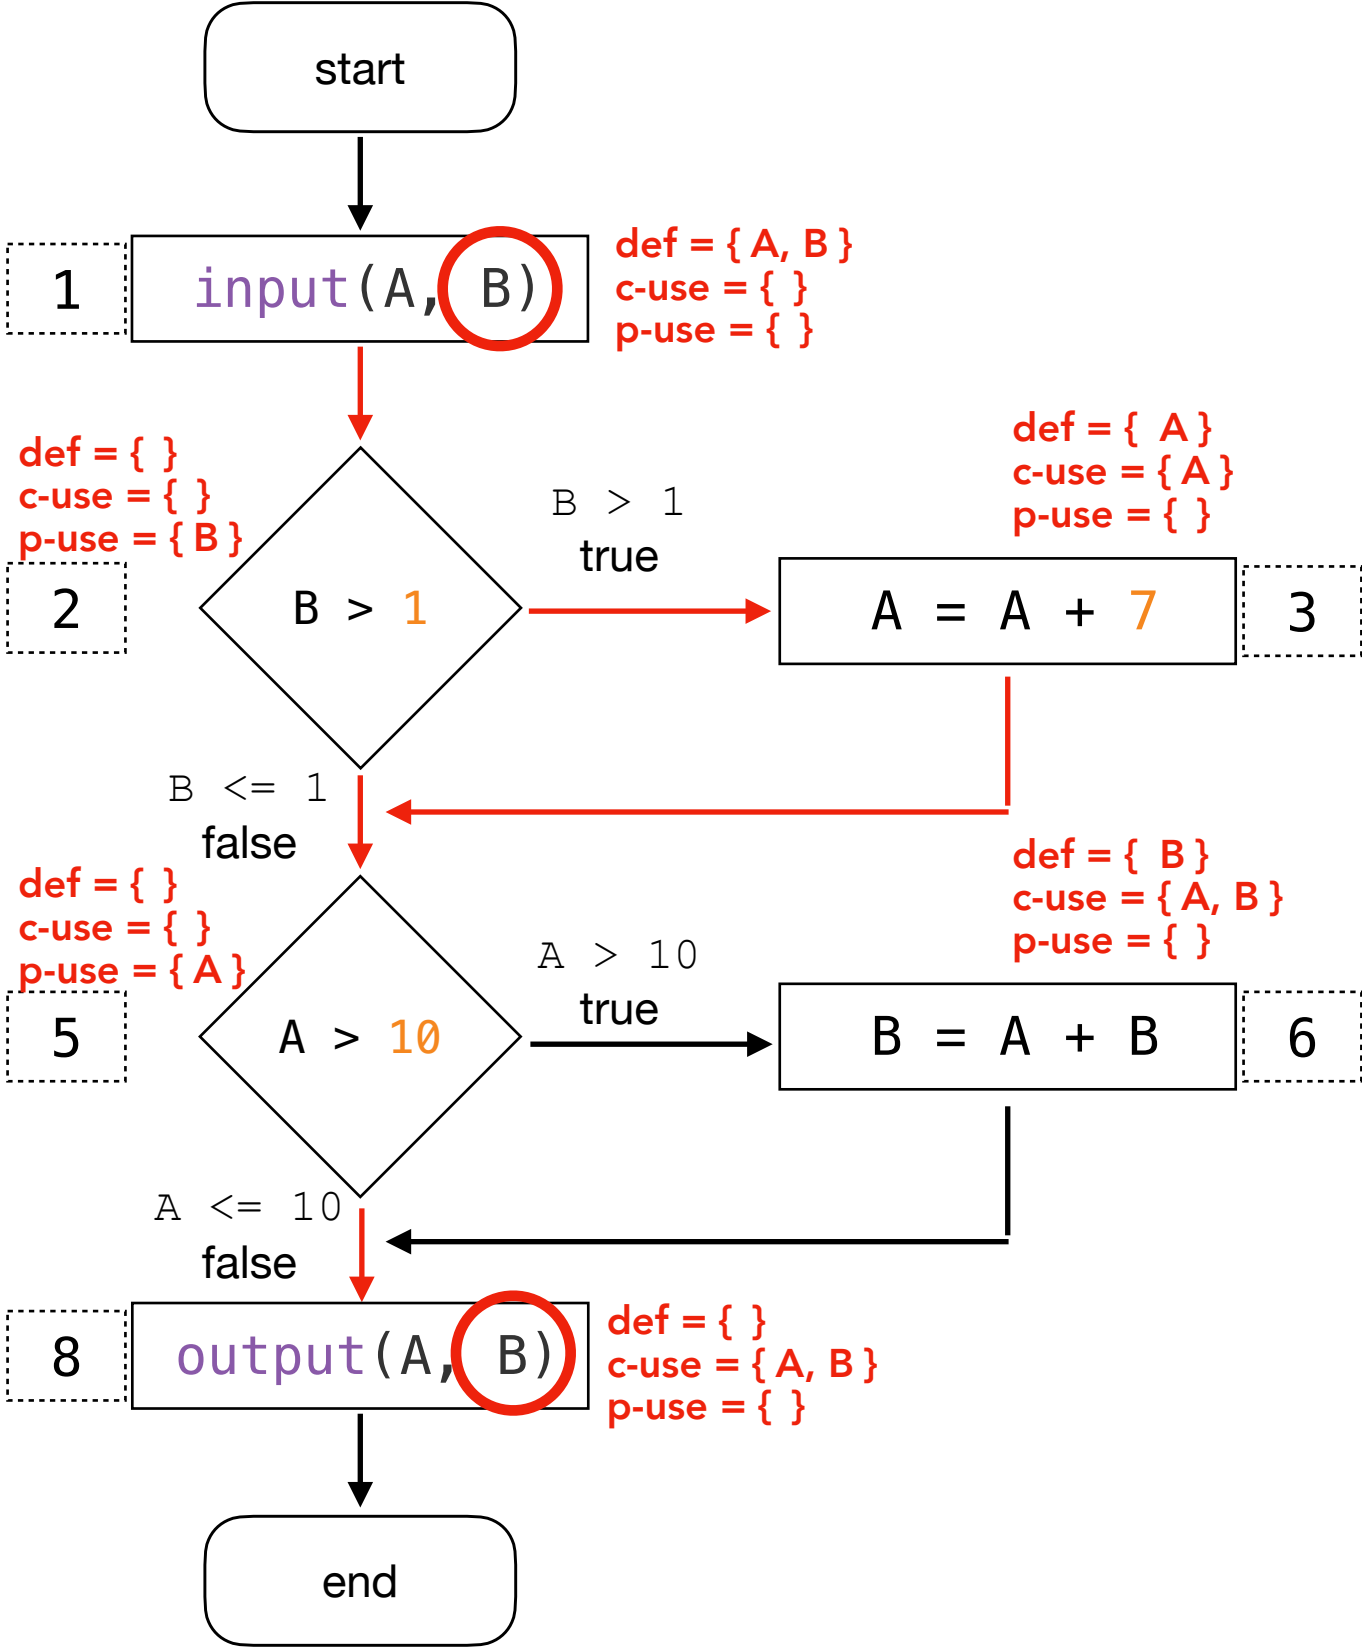 start
1
input(A, B)
def = { A, B }
c-use = { }
p-use = { }
def = { }
c-use = { }
p-use = { B }
2
B > 1
B > 1
true
def = { A }
c-use = { A }
p-use = { }
A = A + 7
3
B <= 1
false
def = { }
c-use = { }
p-use = { A }
5
A > 10
A > 10
true
def = { B }
c-use = { A, B }
p-use = { }
B = A + B
6
A <= 10
false
8
output(A, B)
def = { }
c-use = { A, B }
p-use = { }
end